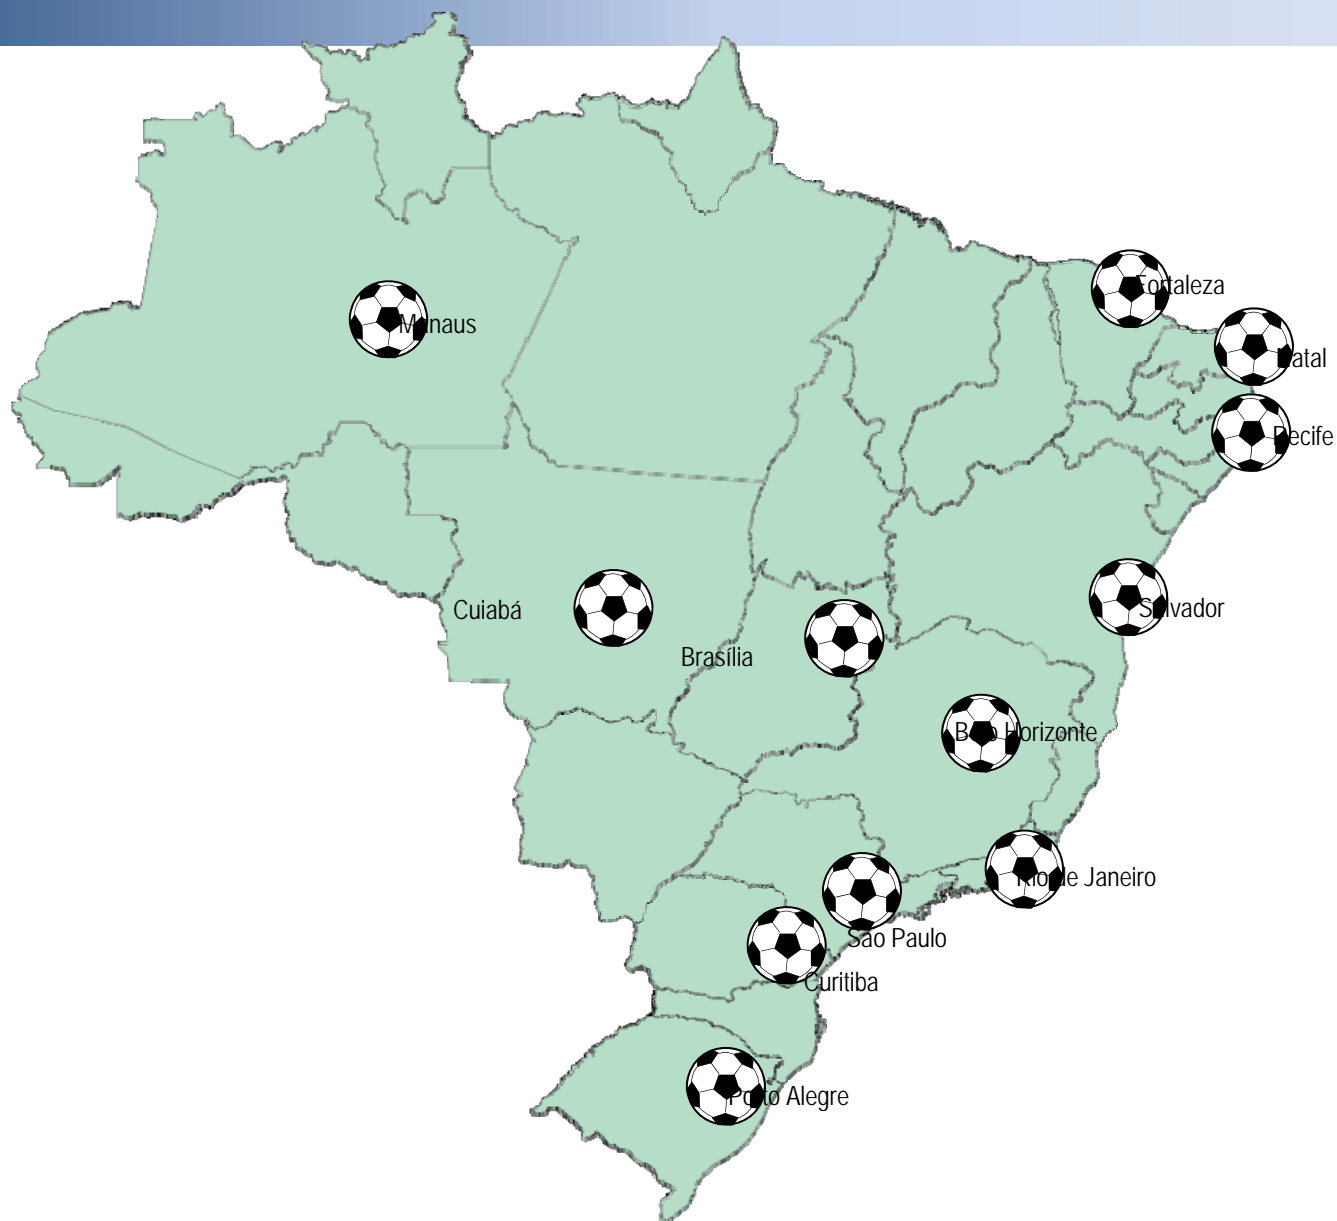 Fortaleza
Manaus
Natal
Recife
Cuiabá
Salvador
Brasília
Belo Horizonte
Rio de Janeiro
São Paulo
Curitiba
Porto Alegre